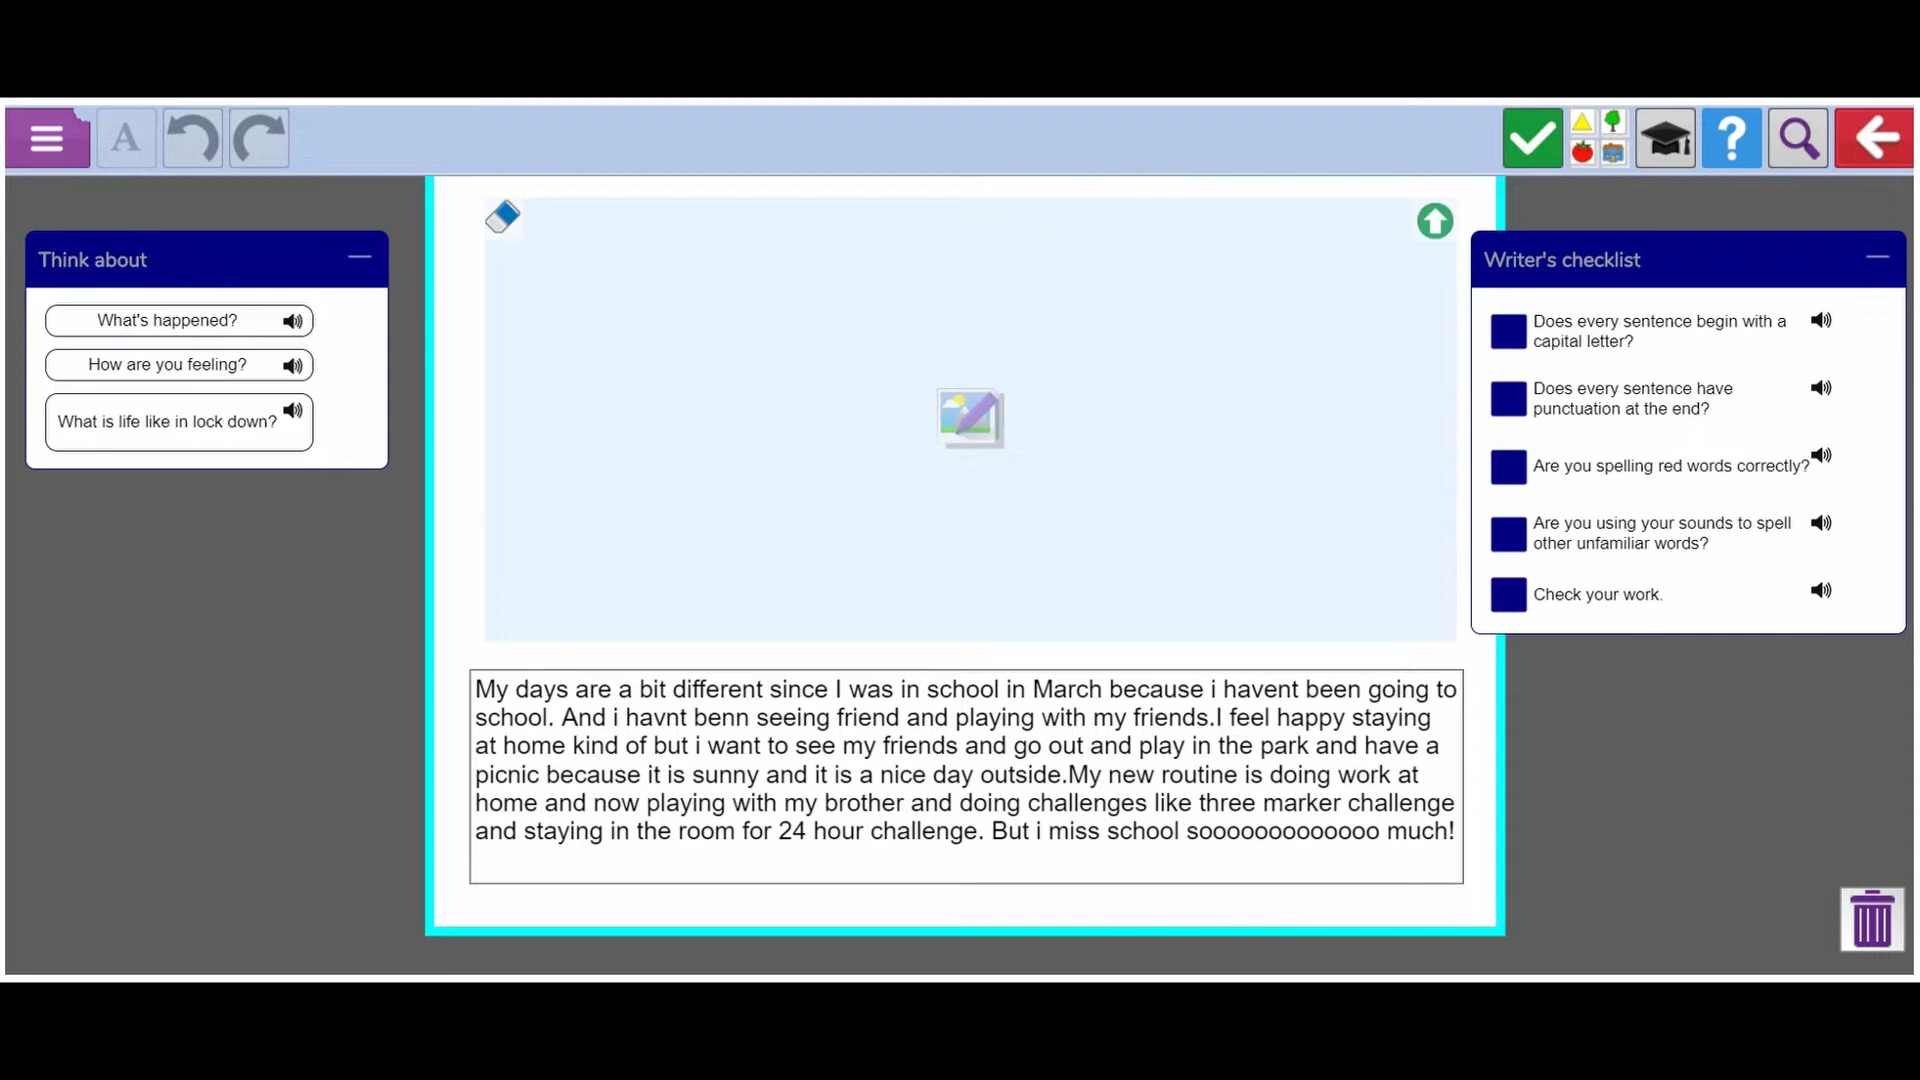 A
?
Think about
What's happened?
How are you feeling?
What is life like in lock down?
Writer's checklist
Does every sentence begin with a
capital letter?
Does every sentence have
punctuation at the end?
Are you spelling red words correctly?
Are you using your sounds to spell
other unfamiliar words?
Check your work.
My days are a bit different since I was in school in March because i havent been going to
school. And i havnt benn seeing friend and playing with my friends.I feel happy staying
at home kind of but i want to see my friends and go out and play in the park and have a
picnic because it is sunny and it is a nice day outside.My new routine is doing work at
home and now playing with my brother and doing challenges like three marker challenge
and staying in the room for 24 hour challenge. But i miss school sooooooooooooo much!